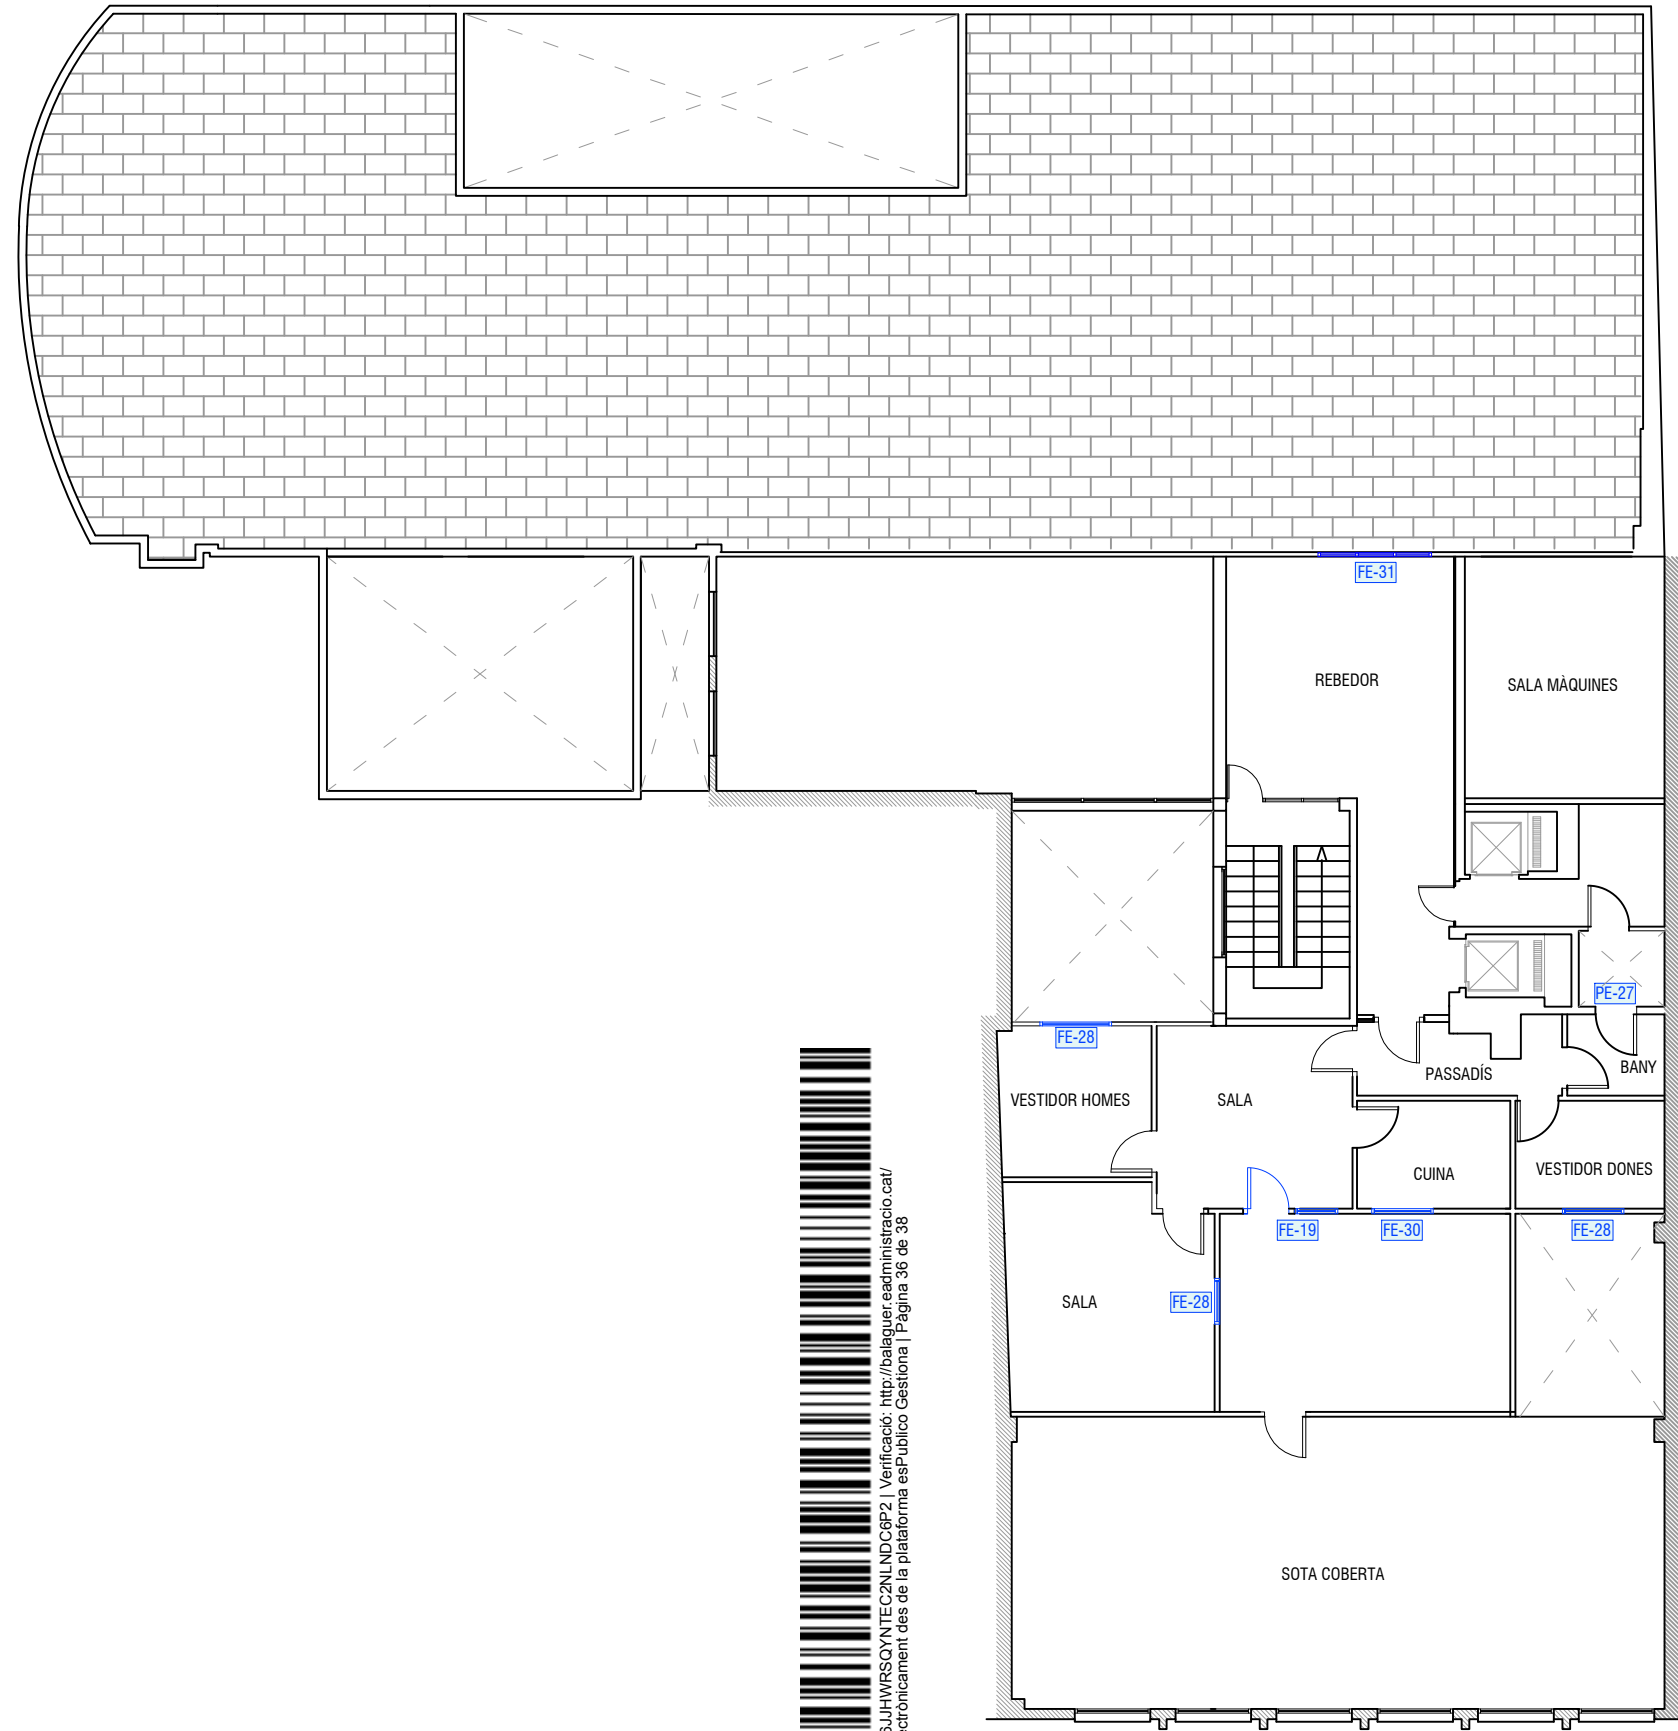 FE-31
REBEDOR
SALA MÀQUINES
PE-27
FE-28
BANY
PASSADÍS
VESTIDOR HOMES
SALA
VESTIDOR DONES
CUINA
FE-19
FE-30
FE-28
SALA
FE-28
SOTA COBERTA
6JJHWRSQYNTEC2NLNDC6P2 | Verificació: http://balaguer.eadministracio.cat/
ctrònicament des de la plataforma esPublico Gestiona | Pàgina 36 de 38